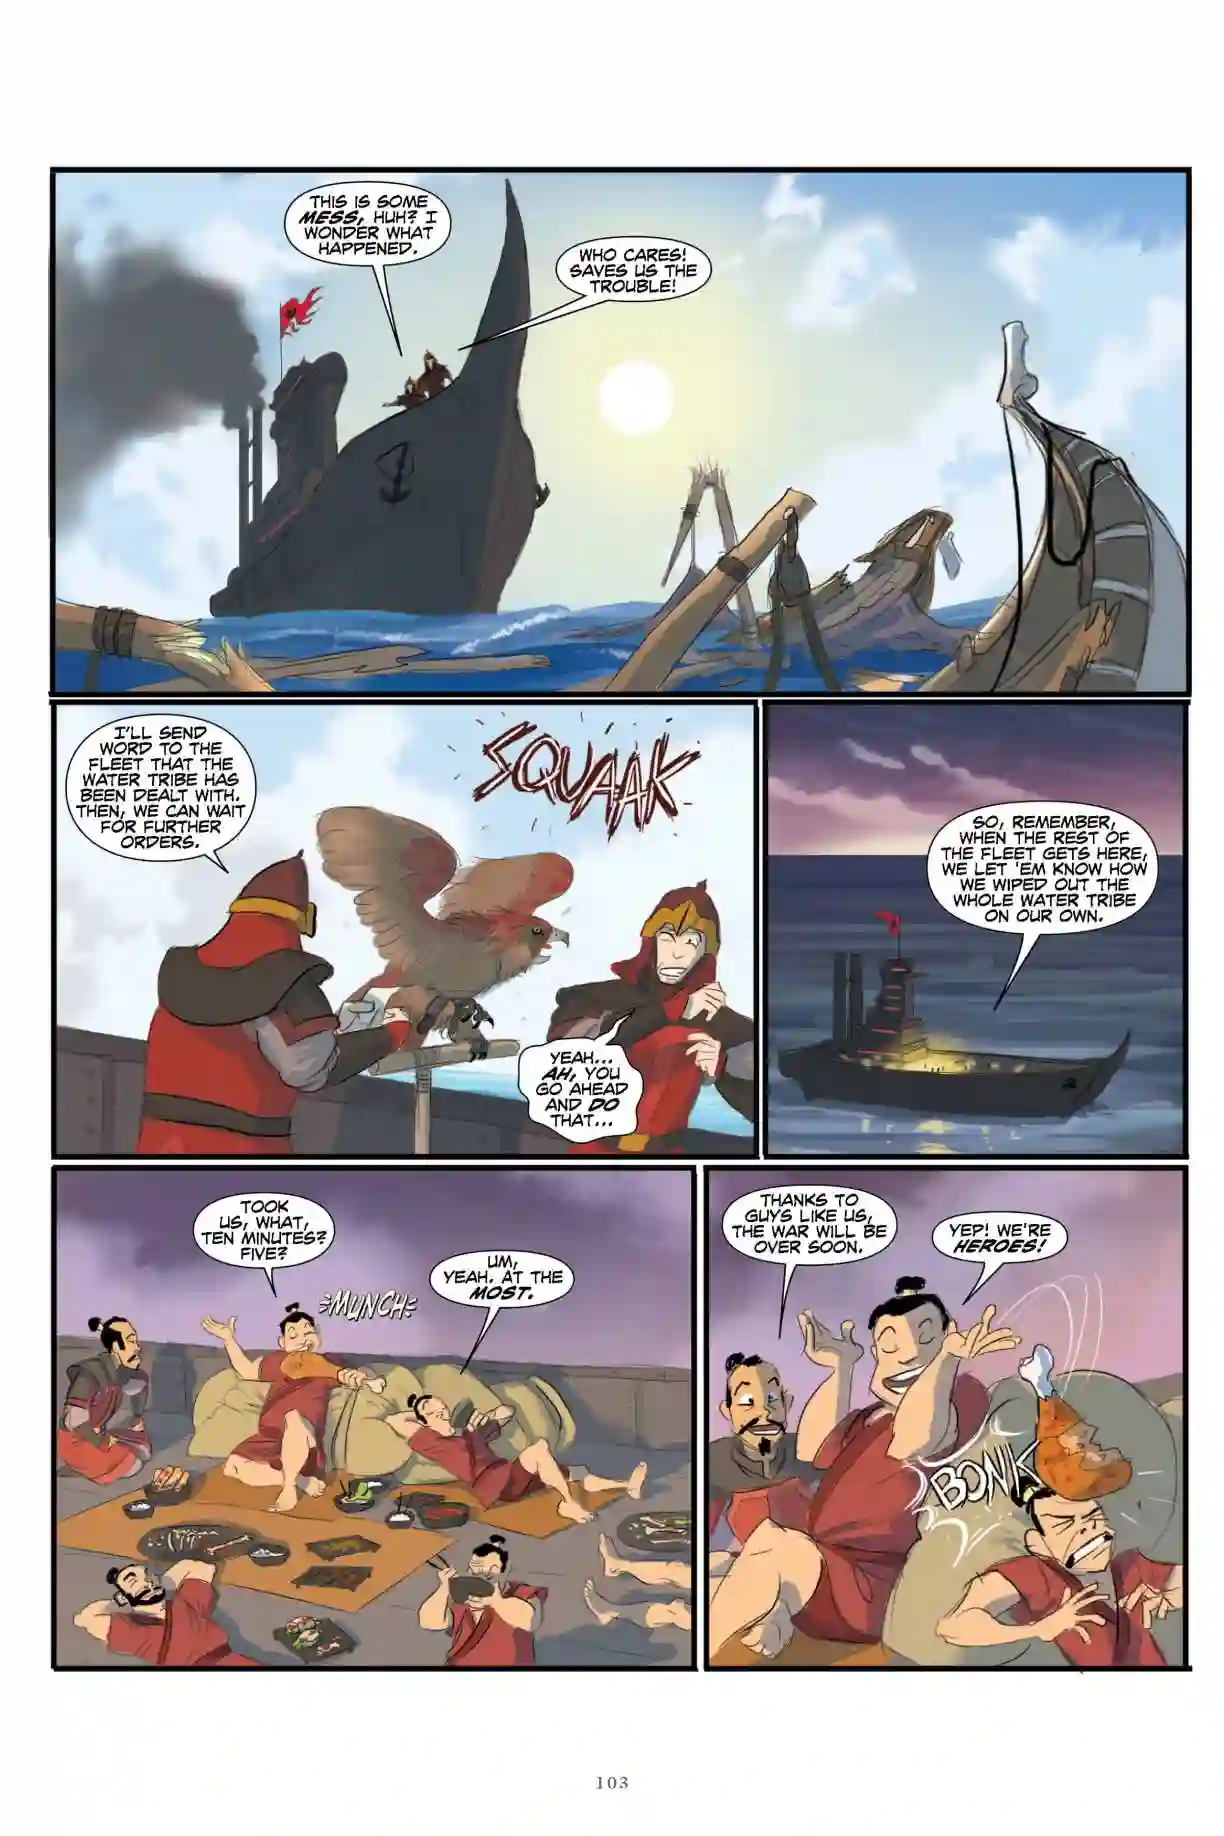 THIS IS SOME
MESS, HUH? I
WONDER WHAT
HAPPENED.
WHO CARES!
SAVES US THE
TROUBLE!
I'LL SEND
WORD TO THE
FLEET THAT THE
WATER TRIBE HAS
BEEN DEALT WITH.
THEN, WE CAN WAIT
FOR FURTHER
ORDERS.
SQUAAK
YEAH...
AH, YOU
GO AHEAD
AND DO
THAT...
SO, REMEMBER,
WHEN THE REST OF
THE FLEET GETS HERE,
WE LET 'EM KNOW HOW
WE WIPED OUT THE
WHOLE WATER TRIBE
ON OUR OWN.
TOOK
US, WHAT,
TEN MINUTES?
FIVE?
MUNCH
UM,
YEAH. AT THE
MOST.
THANKS TO
GUYS LIKE US,
THE WAR WILL BE
OVER SOON.
YEP! WE'RE
HEROES!
BONK
103